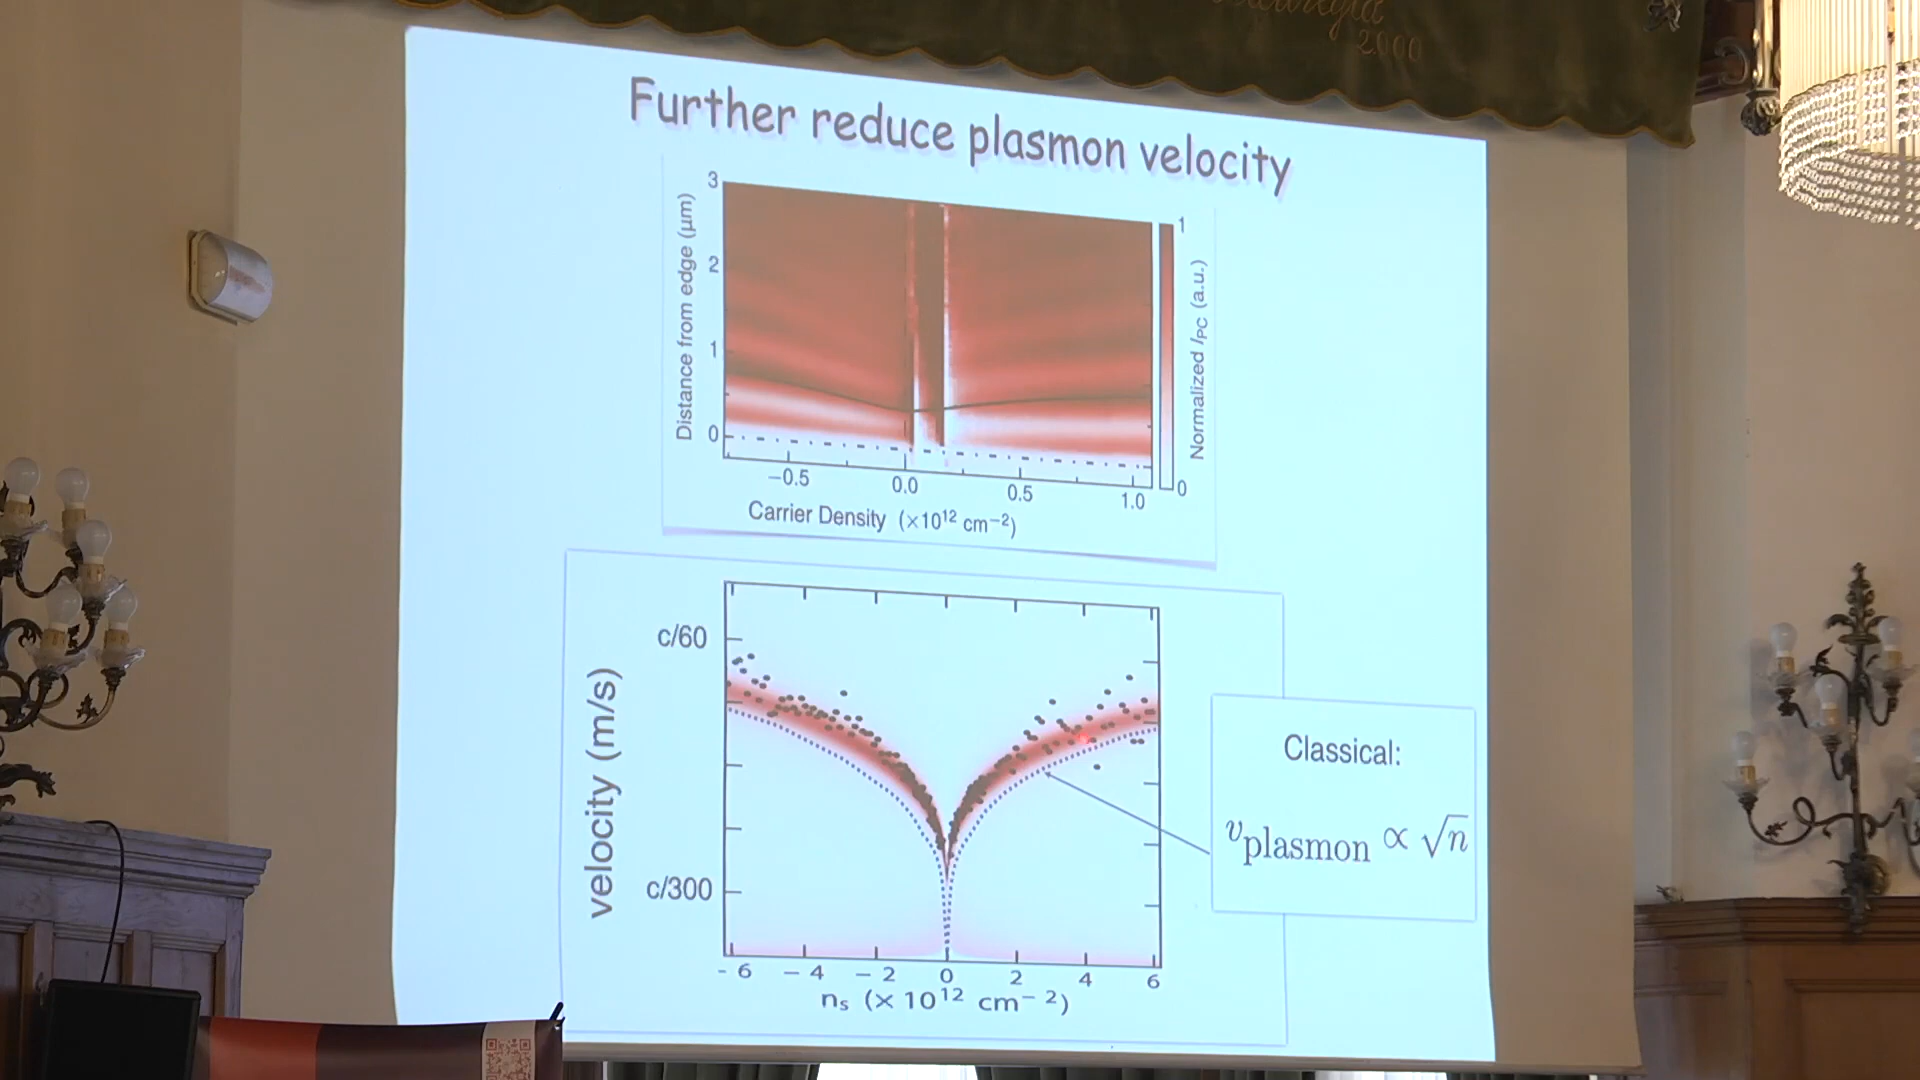 2.000
Further reduce plasmon velocity
3
2
1
0
Distance from edge (μm)
−0.5
0.0
0.5
1.0
Carrier Density (×10¹² cm⁻²)
1
0
Normalized I_PC (a.u.)
c/60
c/300
velocity (m/s)
- 6
− 4
− 2
0
2
4
6
nₛ (× 10¹² cm⁻ ²)
Classical:
v_plasmon ∝ √n